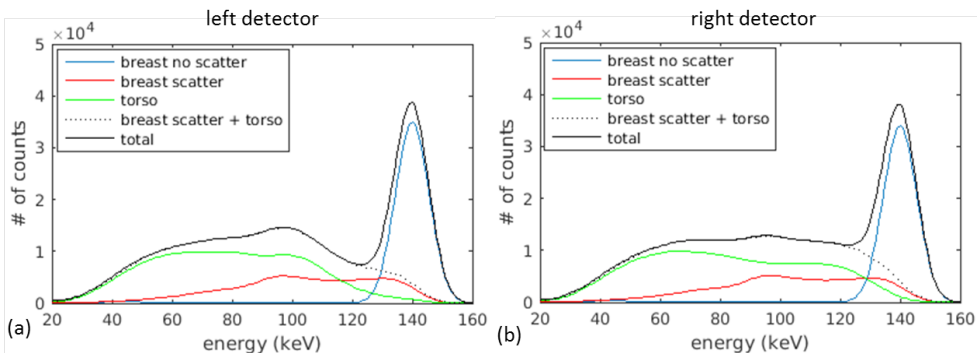 left detector
×10⁴
5
4
3
2
1
0
# of counts
breast no scatter
breast scatter
torso
breast scatter + torso
total
20 40 60 80 100 120 140 160
energy (keV)
(a)
right detector
×10⁴
5
4
3
2
1
0
# of counts
breast no scatter
breast scatter
torso
breast scatter + torso
total
20 40 60 80 100 120 140 160
energy (keV)
(b)